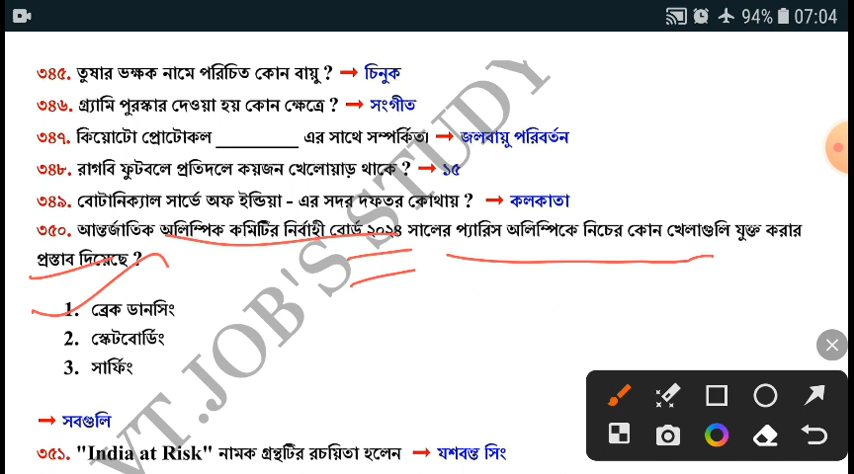 94% 07:04
৩৪৫. তুষার ভক্ষক নামে পরিচিত কোন বায়ু ? → চিনুক
৩৪৬. গ্র্যামি পুরস্কার দেওয়া হয় কোন ক্ষেত্রে ? → সংগীত
৩৪৭. কিয়োটো প্রোটোকল ________ এর সাথে সম্পর্কিত। → জলবায়ু পরিবর্তন
৩৪৮. রাগবি ফুটবলে প্রতিদলে কয়জন খেলোয়াড় থাকে ? → ১৫
৩৪৯. বোটানিক্যাল সার্ভে অফ ইন্ডিয়া - এর সদর দফতর কোথায় ? → কলকাতা
৩৫০. আন্তর্জাতিক অলিম্পিক কমিটির নির্বাহী বোর্ড ২০২৪ সালের প্যারিস অলিম্পিকে নিচের কোন খেলাগুলি যুক্ত করার
প্রস্তাব দিয়েছে ?
1. ব্রেক ডানসিং
2. স্কেটবোর্ডিং
3. সার্ফিং
→ সবগুলি
৩৫১. "India at Risk" নামক গ্রন্থটির রচয়িতা হলেন → যশবন্ত সিং
VT.JOB'S STUDY